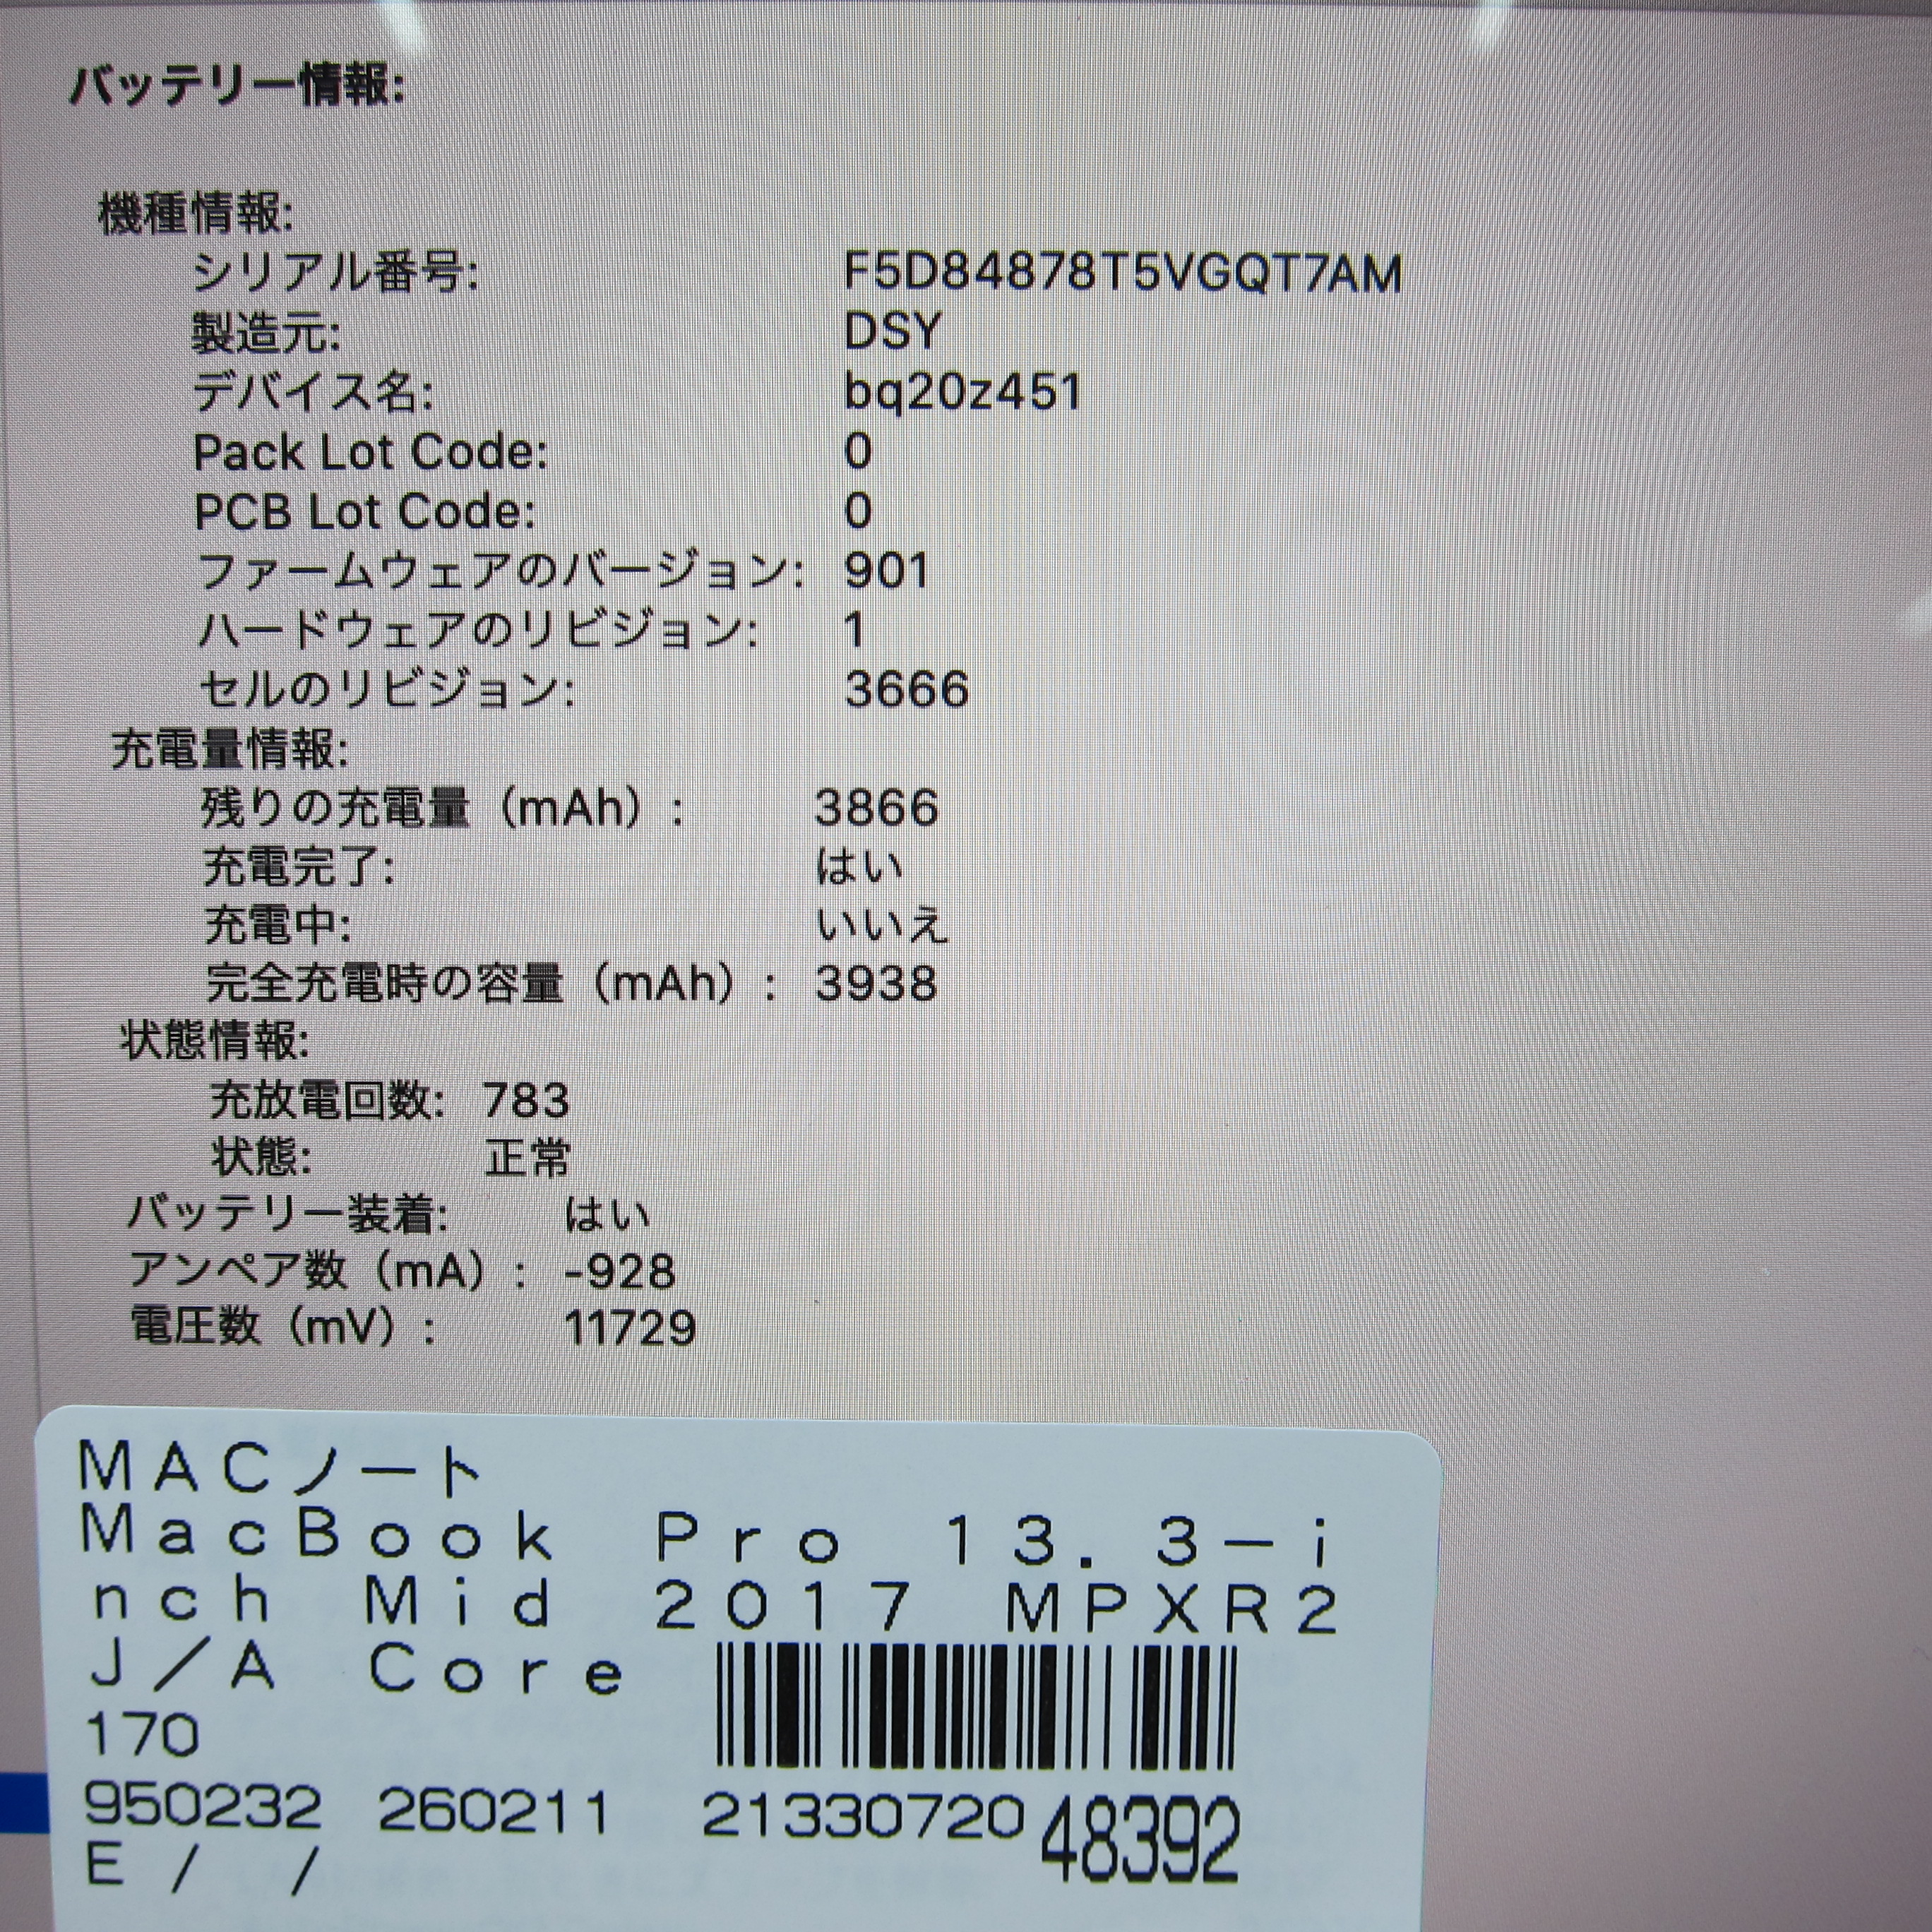 バッテリー情報:
機種情報:
シリアル番号: F5D84878T5VGQT7AM
製造元: DSY
デバイス名: bq20z451
Pack Lot Code: 0
PCB Lot Code: 0
ファームウェアのバージョン: 901
ハードウェアのリビジョン: 1
セルのリビジョン: 3666
充電量情報:
残りの充電量（mAh）: 3866
充電完了: はい
充電中: いいえ
完全充電時の容量（mAh）: 3938
状態情報:
充放電回数: 783
状態: 正常
バッテリー装着: はい
アンペア数（mA）: -928
電圧数（mV）: 11729
ＭＡＣノート
ＭａｃＢｏｏｋ　Ｐｒｏ　１３．３－ｉ
ｎｃｈ　Ｍｉｄ　２０１７　ＭＰＸＲ２
Ｊ／Ａ　Ｃｏｒｅ
170
950232 260211 2133072048392
E / /